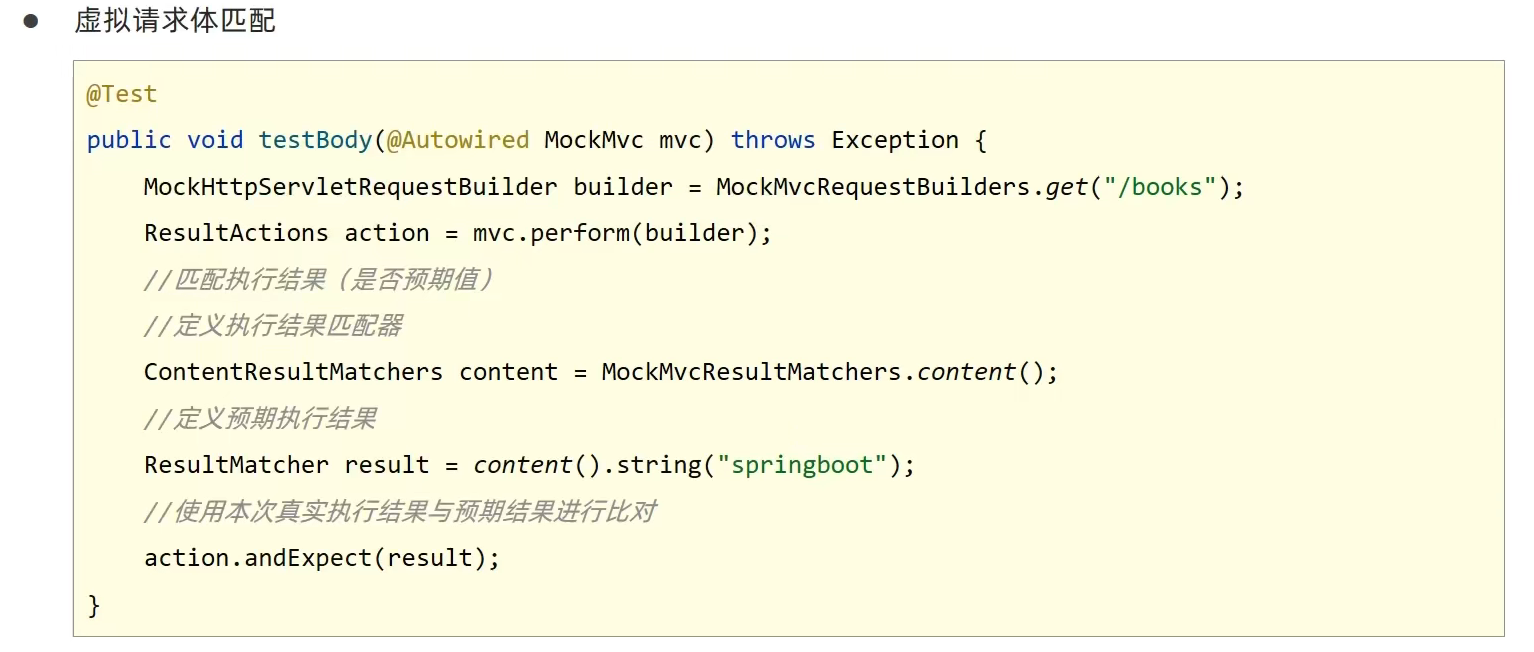 ● 虚拟请求体匹配
@Test
public void testBody(@Autowired MockMvc mvc) throws Exception {
    MockHttpServletRequestBuilder builder = MockMvcRequestBuilders.get("/books");
    ResultActions action = mvc.perform(builder);
    //匹配执行结果（是否预期值）
    //定义执行结果匹配器
    ContentResultMatchers content = MockMvcResultMatchers.content();
    //定义预期执行结果
    ResultMatcher result = content().string("springboot");
    //使用本次真实执行结果与预期结果进行比对
    action.andExpect(result);
}